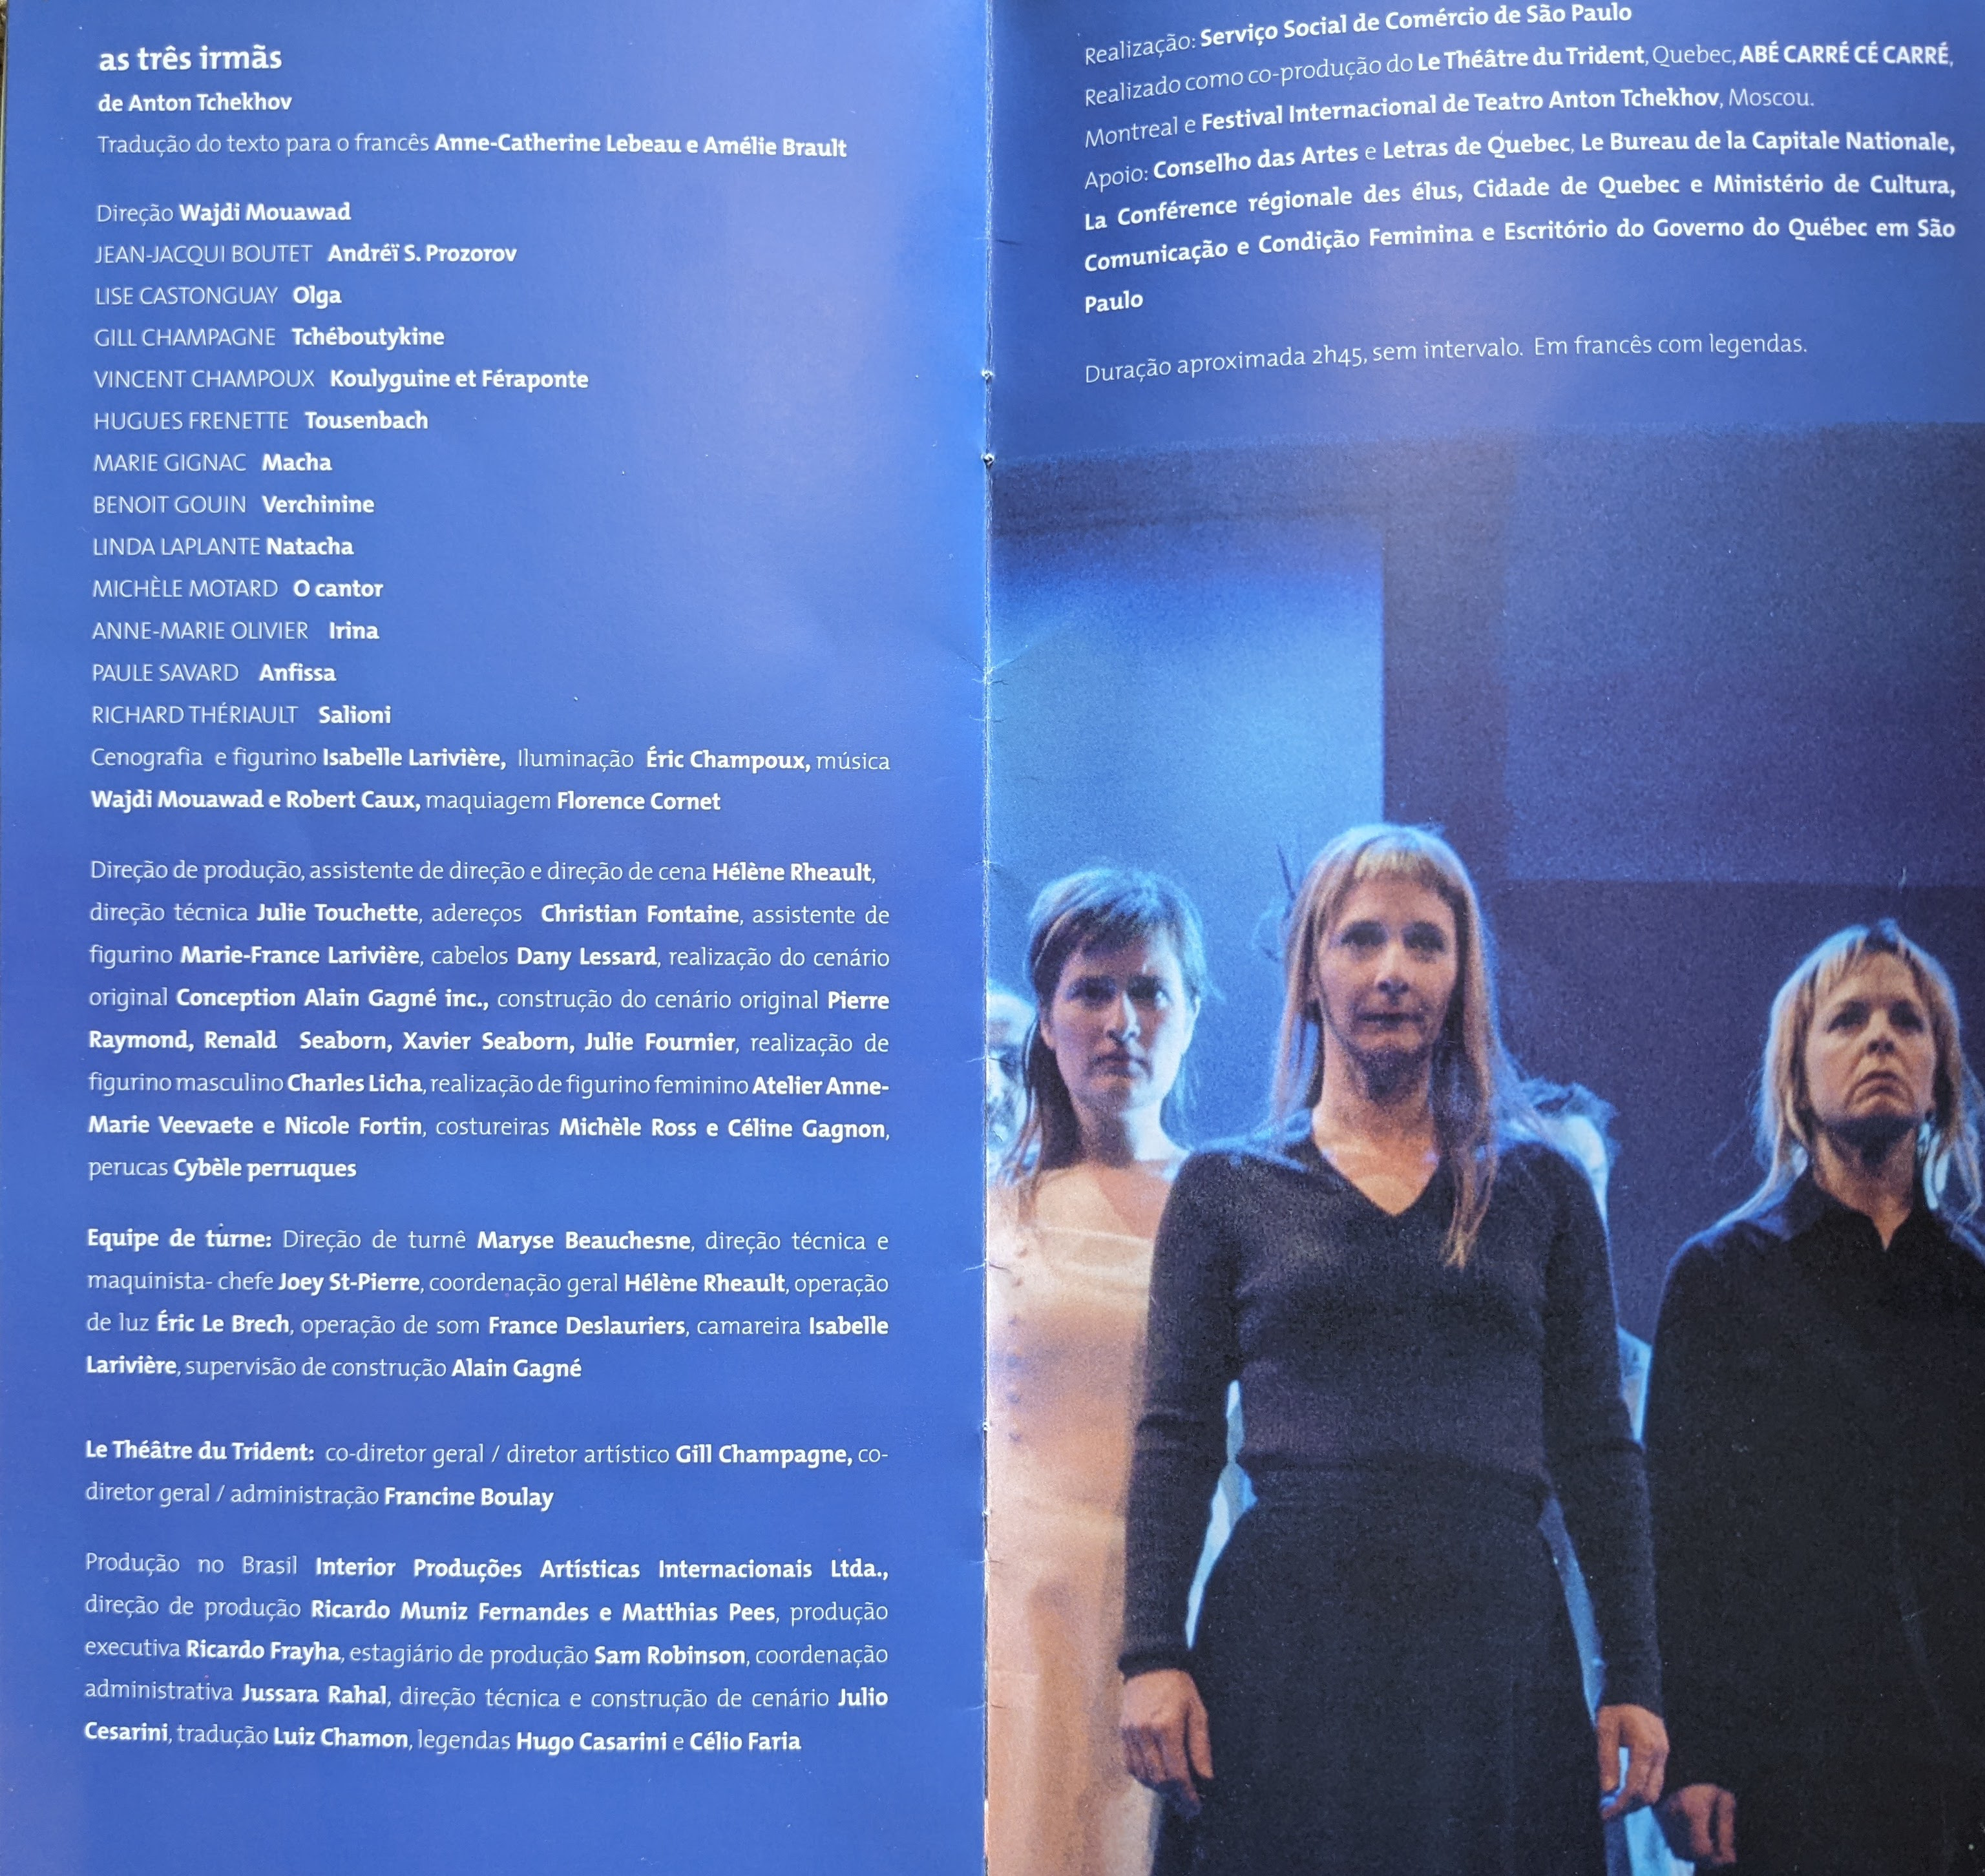 as três irmãs
de Anton Tchekhov
Tradução do texto para o francês Anne-Catherine Lebeau e Amélie Brault
Direção Wajdi Mouawad
JEAN-JACQUI BOUTET Andréï S. Prozorov
LISE CASTONGUAY Olga
GILL CHAMPAGNE Tchéboutykine
VINCENT CHAMPOUX Koulyguine et Féraponte
HUGUES FRENETTE Tousenbach
MARIE GIGNAC Macha
BENOIT GOUIN Verchinine
LINDA LAPLANTE Natacha
MICHÈLE MOTARD O cantor
ANNE-MARIE OLIVIER Irina
PAULE SAVARD Anfissa
RICHARD THÉRIAULT Salioni
Cenografia e figurino Isabelle Larivière, Iluminação Éric Champoux, música
Wajdi Mouawad e Robert Caux, maquiagem Florence Cornet
Direção de produção, assistente de direção e direção de cena Hélène Rheault,
direção técnica Julie Touchette, adereços Christian Fontaine, assistente de
figurino Marie-France Larivière, cabelos Dany Lessard, realização do cenário
original Conception Alain Gagné inc., construção do cenário original Pierre
Raymond, Renald Seaborn, Xavier Seaborn, Julie Fournier, realização de
figurino masculino Charles Licha, realização de figurino feminino Atelier Anne-
Marie Veevaete e Nicole Fortin, costureiras Michèle Ross e Céline Gagnon,
perucas Cybèle perruques
Equipe de turne: Direção de turnê Maryse Beauchesne, direção técnica e
maquinista- chefe Joey St-Pierre, coordenação geral Hélène Rheault, operação
de luz Éric Le Brech, operação de som France Deslauriers, camareira Isabelle
Larivière, supervisão de construção Alain Gagné
Le Théâtre du Trident: co-diretor geral / diretor artístico Gill Champagne, co-
diretor geral / administração Francine Boulay
Produção no Brasil Interior Produções Artísticas Internacionais Ltda.,
direção de produção Ricardo Muniz Fernandes e Matthias Pees, produção
executiva Ricardo Frayha, estagiário de produção Sam Robinson, coordenação
administrativa Jussara Rahal, direção técnica e construção de cenário Julio
Cesarini, tradução Luiz Chamon, legendas Hugo Casarini e Célio Faria
Realização: Serviço Social de Comércio de São Paulo
Realizado como co-produção do Le Théâtre du Trident, Quebec, ABÉ CARRÉ CÉ CARRÉ,
Montreal e Festival Internacional de Teatro Anton Tchekhov, Moscou.
Apoio: Conselho das Artes e Letras de Quebec, Le Bureau de la Capitale Nationale,
La Conférence régionale des élus, Cidade de Quebec e Ministério de Cultura,
Comunicação e Condição Feminina e Escritório do Governo do Québec em São
Paulo
Duração aproximada 2h45, sem intervalo. Em francês com legendas.